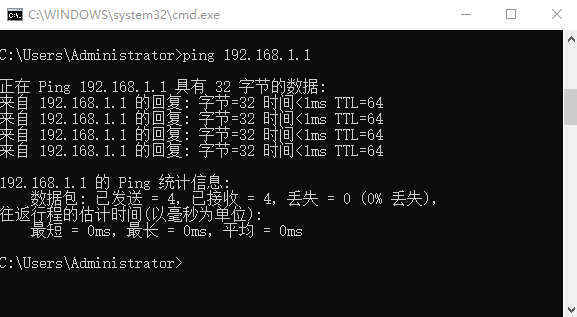 C:\WINDOWS\system32\cmd.exe
C:\Users\Administrator>ping 192.168.1.1
正在 Ping 192.168.1.1 具有 32 字节的数据:
来自 192.168.1.1 的回复: 字节=32 时间<1ms TTL=64
来自 192.168.1.1 的回复: 字节=32 时间<1ms TTL=64
来自 192.168.1.1 的回复: 字节=32 时间<1ms TTL=64
来自 192.168.1.1 的回复: 字节=32 时间<1ms TTL=64
192.168.1.1 的 Ping 统计信息:
数据包: 已发送 = 4，已接收 = 4，丢失 = 0 (0% 丢失)，
往返行程的估计时间(以毫秒为单位):
最短 = 0ms，最长 = 0ms，平均 = 0ms
C:\Users\Administrator>